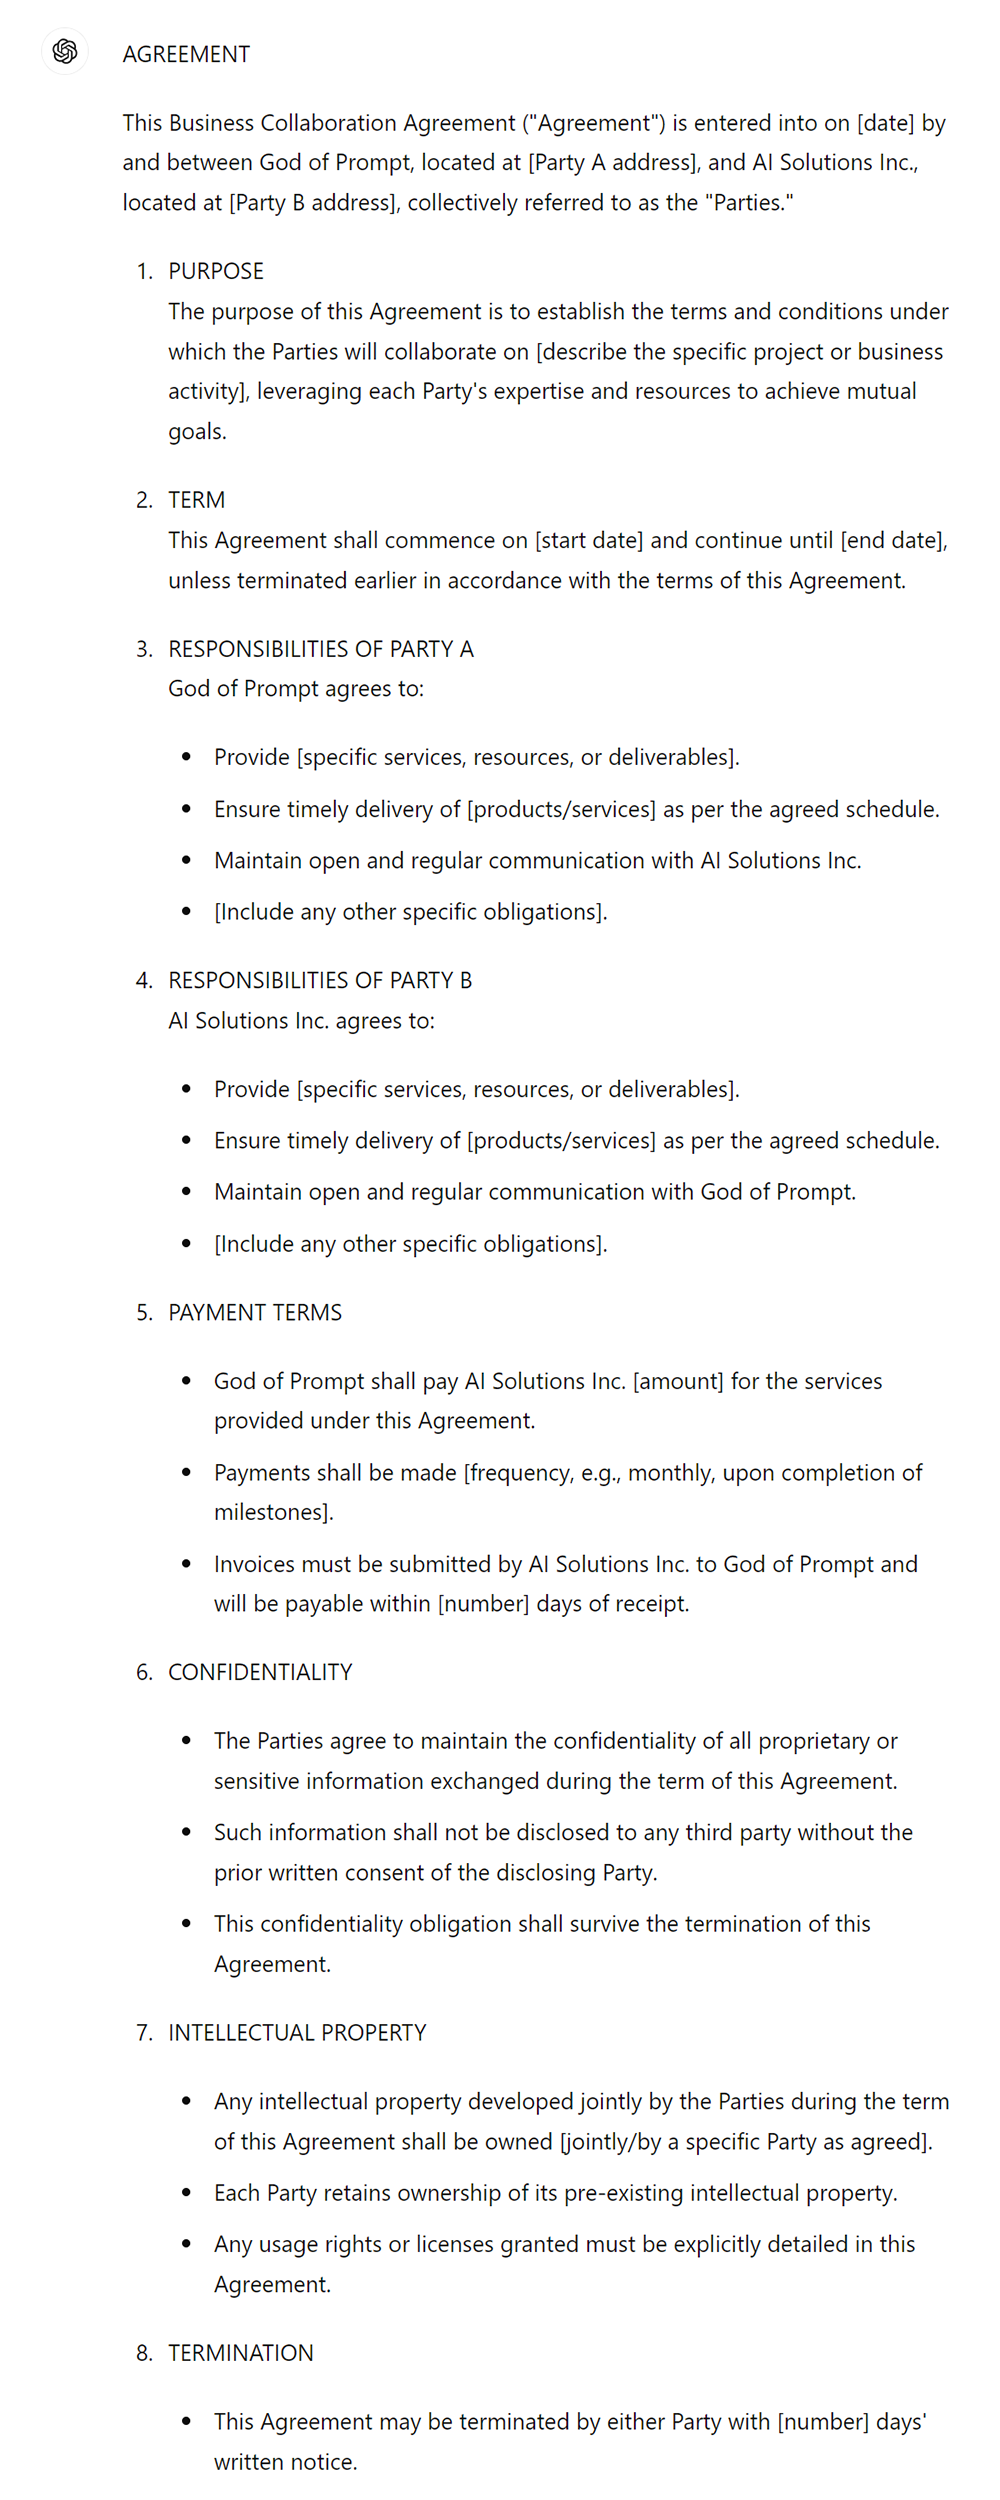 AGREEMENT
This Business Collaboration Agreement ("Agreement") is entered into on [date] by
and between God of Prompt, located at [Party A address], and AI Solutions Inc.,
located at [Party B address], collectively referred to as the "Parties."
1. PURPOSE
The purpose of this Agreement is to establish the terms and conditions under
which the Parties will collaborate on [describe the specific project or business
activity], leveraging each Party's expertise and resources to achieve mutual
goals.
2. TERM
This Agreement shall commence on [start date] and continue until [end date],
unless terminated earlier in accordance with the terms of this Agreement.
3. RESPONSIBILITIES OF PARTY A
God of Prompt agrees to:
• Provide [specific services, resources, or deliverables].
• Ensure timely delivery of [products/services] as per the agreed schedule.
• Maintain open and regular communication with AI Solutions Inc.
• [Include any other specific obligations].
4. RESPONSIBILITIES OF PARTY B
AI Solutions Inc. agrees to:
• Provide [specific services, resources, or deliverables].
• Ensure timely delivery of [products/services] as per the agreed schedule.
• Maintain open and regular communication with God of Prompt.
• [Include any other specific obligations].
5. PAYMENT TERMS
• God of Prompt shall pay AI Solutions Inc. [amount] for the services
provided under this Agreement.
• Payments shall be made [frequency, e.g., monthly, upon completion of
milestones].
• Invoices must be submitted by AI Solutions Inc. to God of Prompt and
will be payable within [number] days of receipt.
6. CONFIDENTIALITY
• The Parties agree to maintain the confidentiality of all proprietary or
sensitive information exchanged during the term of this Agreement.
• Such information shall not be disclosed to any third party without the
prior written consent of the disclosing Party.
• This confidentiality obligation shall survive the termination of this
Agreement.
7. INTELLECTUAL PROPERTY
• Any intellectual property developed jointly by the Parties during the term
of this Agreement shall be owned [jointly/by a specific Party as agreed].
• Each Party retains ownership of its pre-existing intellectual property.
• Any usage rights or licenses granted must be explicitly detailed in this
Agreement.
8. TERMINATION
• This Agreement may be terminated by either Party with [number] days'
written notice.